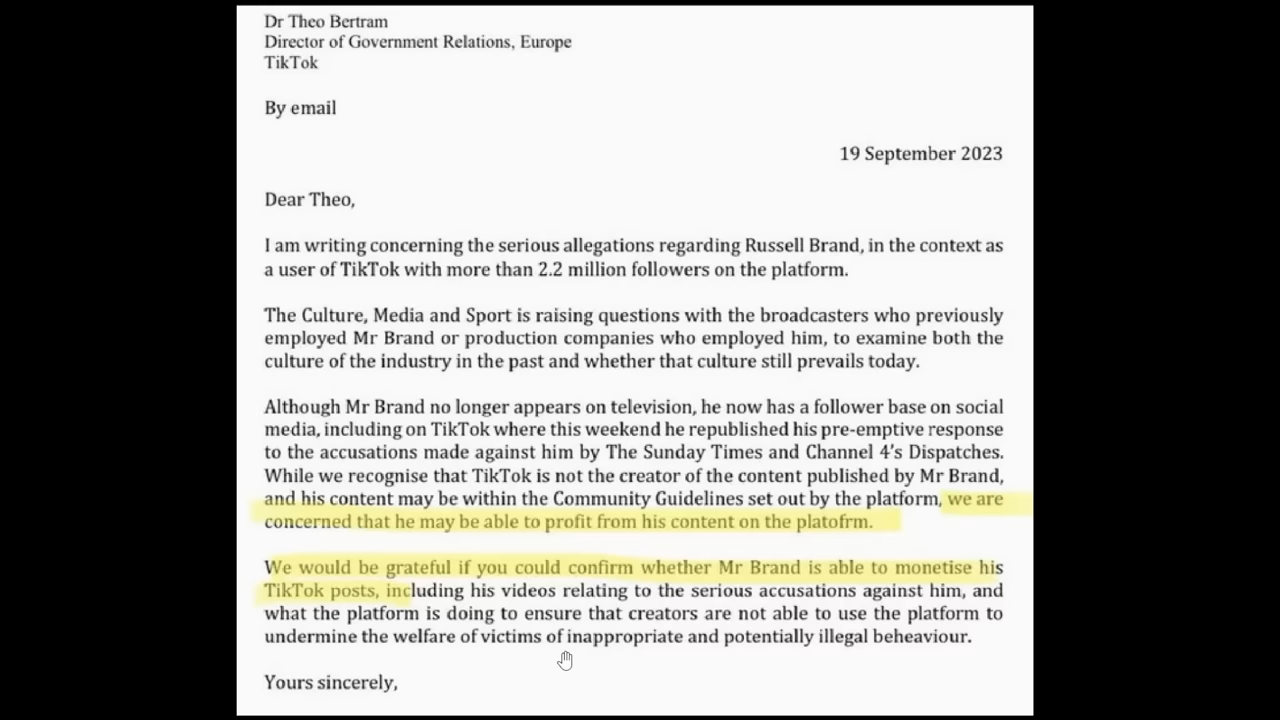 Dr Theo Bertram
Director of Government Relations, Europe
TikTok
By email
19 September 2023
Dear Theo,
I am writing concerning the serious allegations regarding Russell Brand, in the context as
a user of TikTok with more than 2.2 million followers on the platform.
The Culture, Media and Sport is raising questions with the broadcasters who previously
employed Mr Brand or production companies who employed him, to examine both the
culture of the industry in the past and whether that culture still prevails today.
Although Mr Brand no longer appears on television, he now has a follower base on social
media, including on TikTok where this weekend he republished his pre-emptive response
to the accusations made against him by The Sunday Times and Channel 4's Dispatches.
While we recognise that TikTok is not the creator of the content published by Mr Brand,
and his content may be within the Community Guidelines set out by the platform, we are
concerned that he may be able to profit from his content on the platofrm.
We would be grateful if you could confirm whether Mr Brand is able to monetise his
TikTok posts, including his videos relating to the serious accusations against him, and
what the platform is doing to ensure that creators are not able to use the platform to
undermine the welfare of victims of inappropriate and potentially illegal beheaviour.
Yours sincerely,